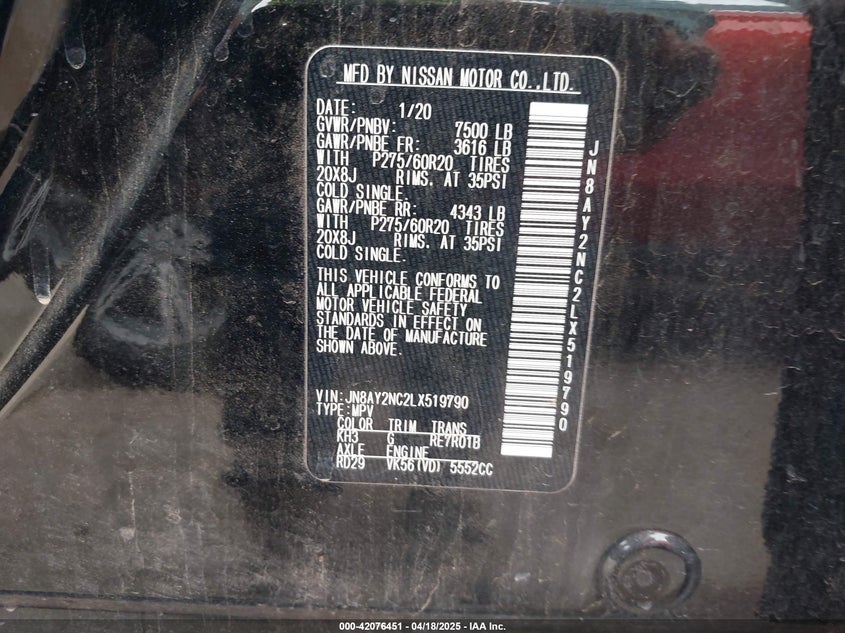 MFD BY NISSAN MOTOR CO.,LTD.
DATE: 1/20
GVWR/PNBV: 7500 LB
GAWR/PNBE FR: 3616 LB
WITH P275/60R20 TIRES
20X8J RIMS. AT 35PSI
COLD SINGLE.
GAWR/PNBE RR: 4343 LB
WITH P275/60R20 TIRES
20X8J RIMS. AT 35PSI
COLD SINGLE.
THIS VEHICLE CONFORMS TO
ALL APPLICABLE FEDERAL
MOTOR VEHICLE SAFETY
STANDARDS IN EFFECT ON
THE DATE OF MANUFACTURE
SHOWN ABOVE.
VIN: JN8AY2NC2LX519790
TYPE: MPV
COLOR TRIM TRANS
KH3 G RE7R01B
AXLE ENGINE
RD29 VK56(VD) 5552CC
JN8AY2NC2LX519790
000-42076451 - 04/18/2025 - IAA Inc.